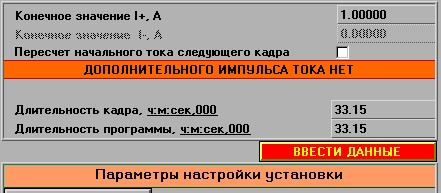 Конечное значение I+, А 1.00000
Конечное значение I-, А 0.00000
Пересчет начального тока следующего кадра
ДОПОЛНИТЕЛЬНОГО ИМПУЛЬСА ТОКА НЕТ
Длительность кадра, ч:м:сек,000 33.15
Длительность программы, ч:м:сек,000 33.15
ВВЕСТИ ДАННЫЕ
Параметры настройки установки